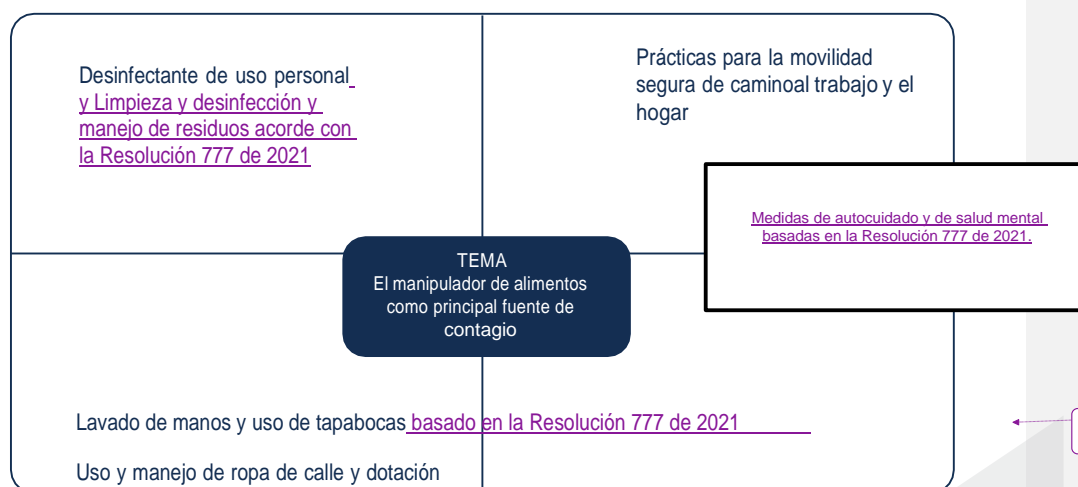 Desinfectante de uso personal
y Limpieza y desinfección y
manejo de residuos acorde con
la Resolución 777 de 2021
Prácticas para la movilidad
segura de caminoal trabajo y el
hogar
Medidas de autocuidado y de salud mental
basadas en la Resolución 777 de 2021.
TEMA
El manipulador de alimentos
como principal fuente de
contagio
Lavado de manos y uso de tapabocas basado en la Resolución 777 de 2021
Uso y manejo de ropa de calle y dotación